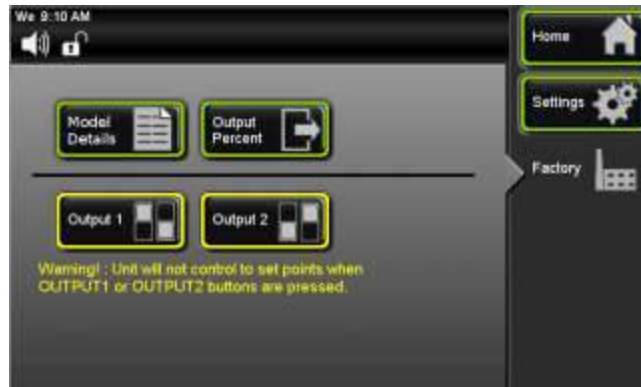 We 9:10 AM
Home
Settings
Factory
Model
Details
Output
Percent
Output 1
Output 2
Warning! : Unit will not control to set points when
OUTPUT1 or OUTPUT2 buttons are pressed.